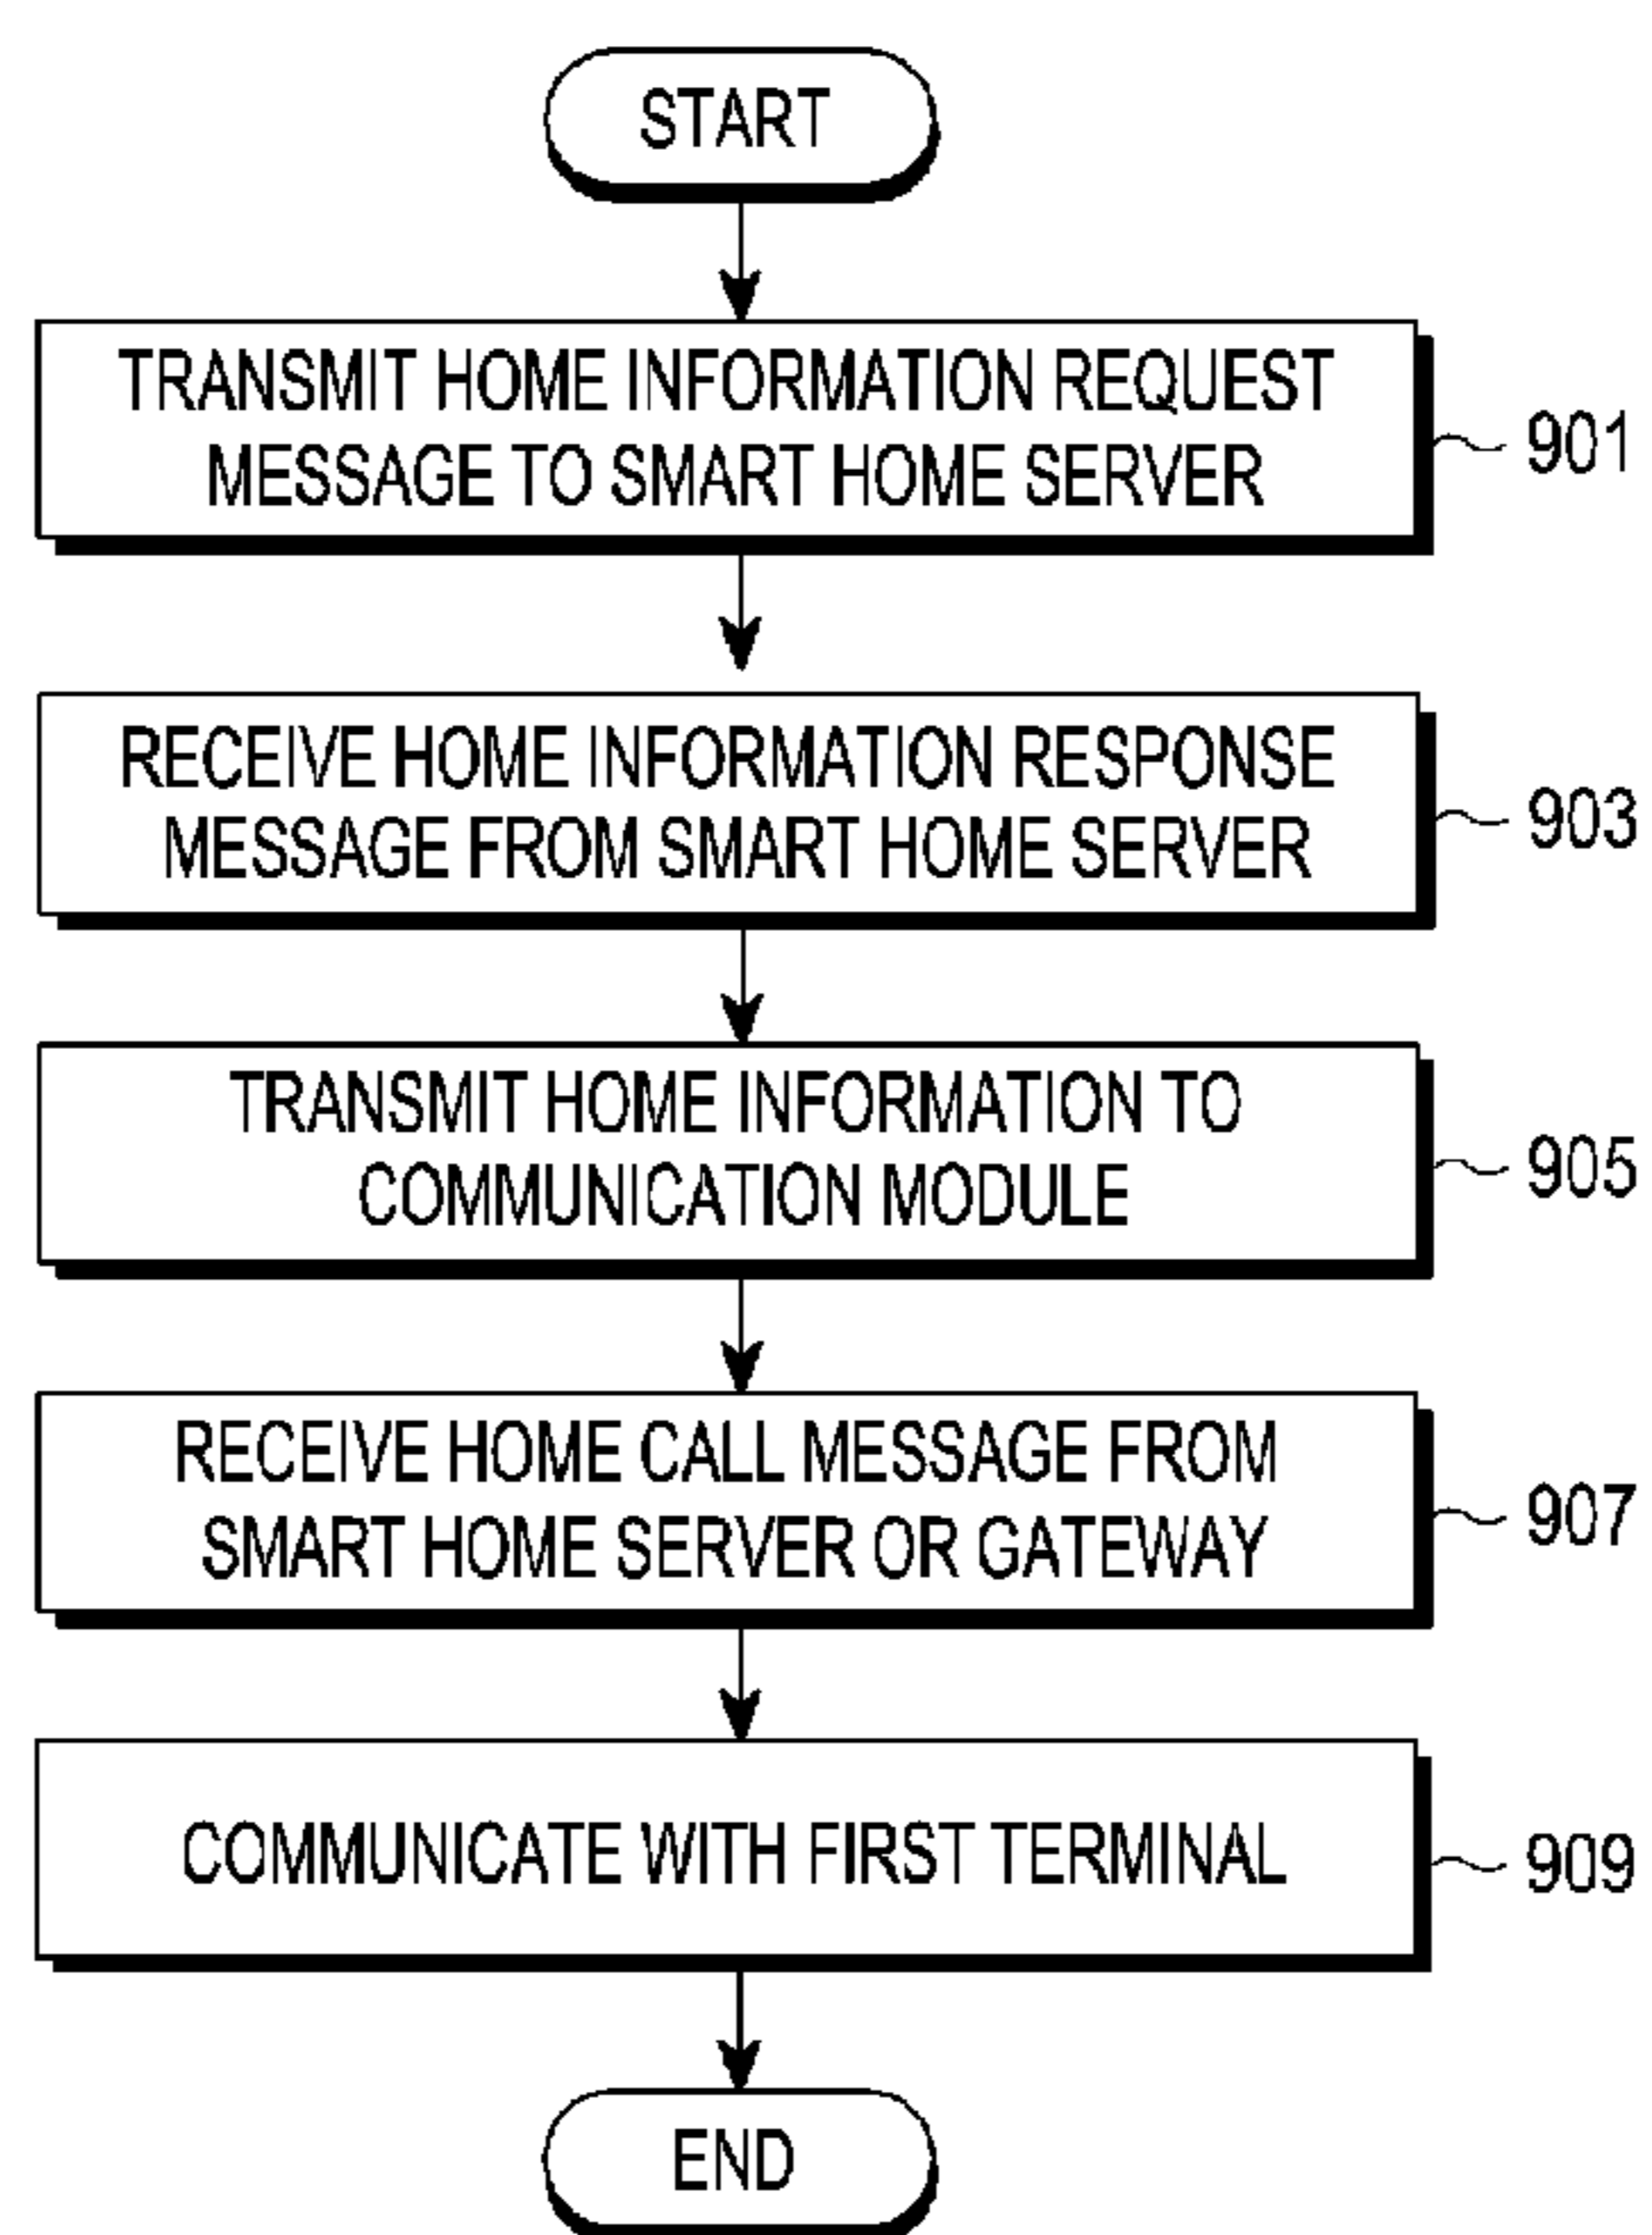 START
TRANSMIT HOME INFORMATION REQUEST
MESSAGE TO SMART HOME SERVER
901
RECEIVE HOME INFORMATION RESPONSE
MESSAGE FROM SMART HOME SERVER
903
TRANSMIT HOME INFORMATION TO
COMMUNICATION MODULE
905
RECEIVE HOME CALL MESSAGE FROM
SMART HOME SERVER OR GATEWAY
907
COMMUNICATE WITH FIRST TERMINAL
909
END